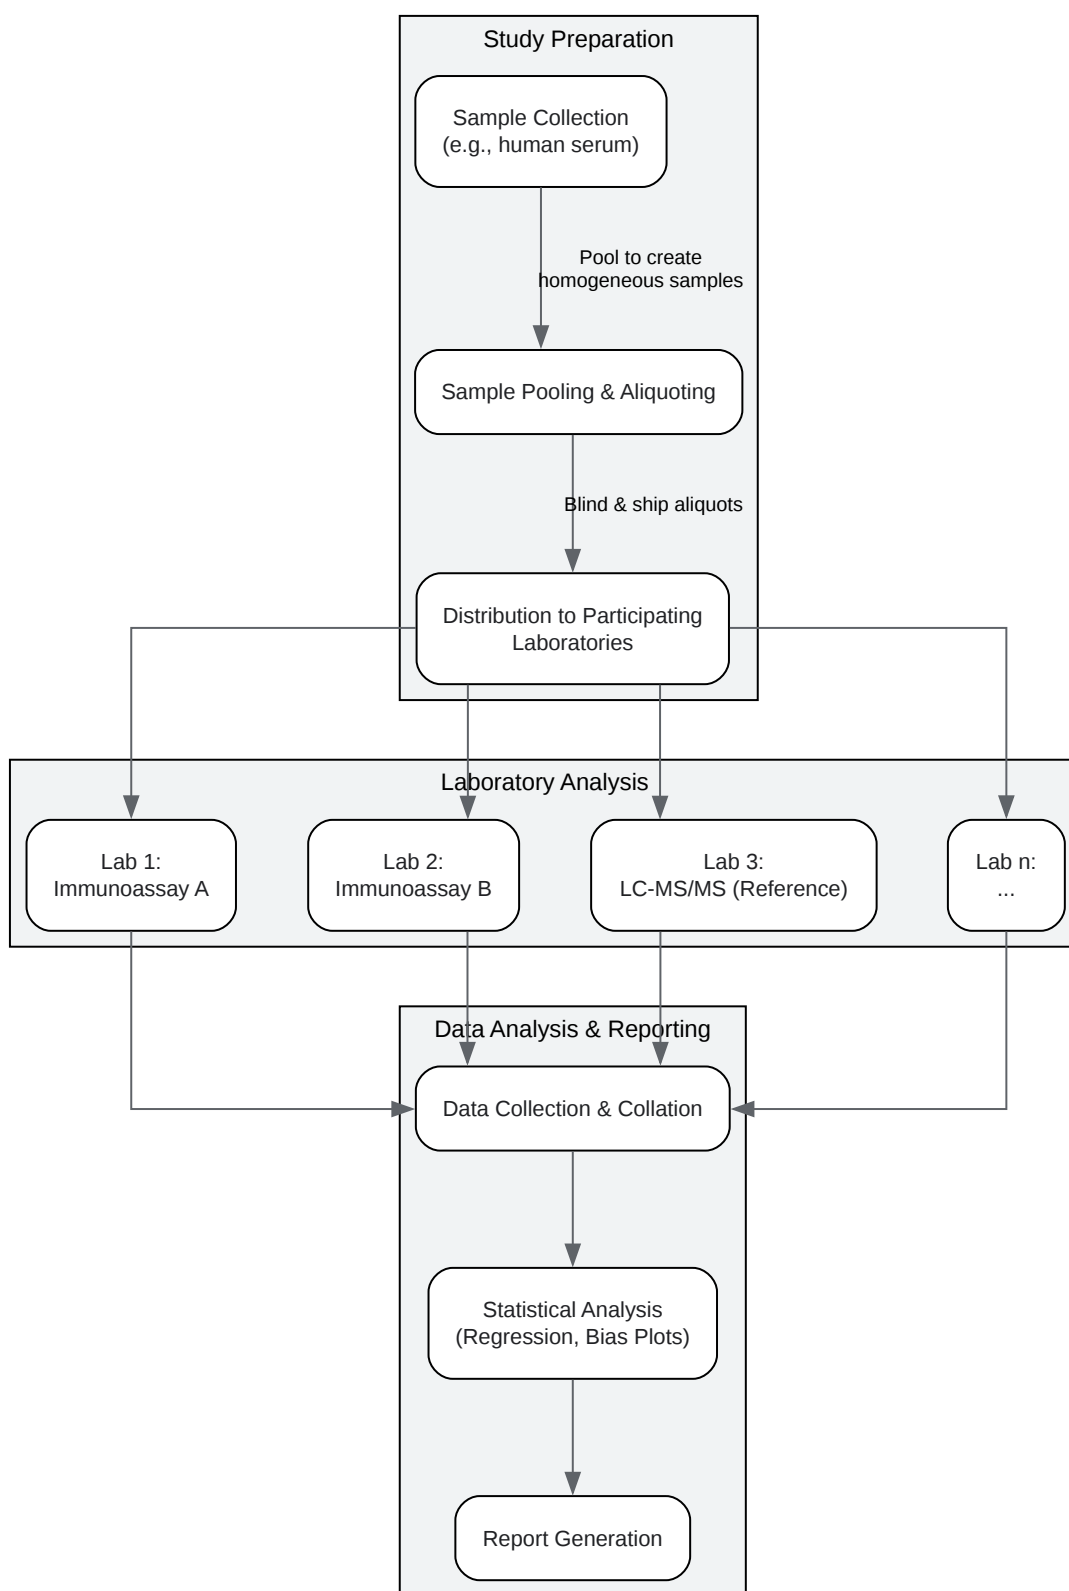 Study Preparation
Sample Collection
(e.g., human serum)
Pool to create
homogeneous samples
Sample Pooling & Aliquoting
Blind & ship aliquots
Distribution to Participating
Laboratories
Laboratory Analysis
Lab 1:
Immunoassay A
Lab 2:
Immunoassay B
Lab 3:
LC-MS/MS (Reference)
Lab n:
...
Data Analysis & Reporting
Data Collection & Collation
Statistical Analysis
(Regression, Bias Plots)
Report Generation